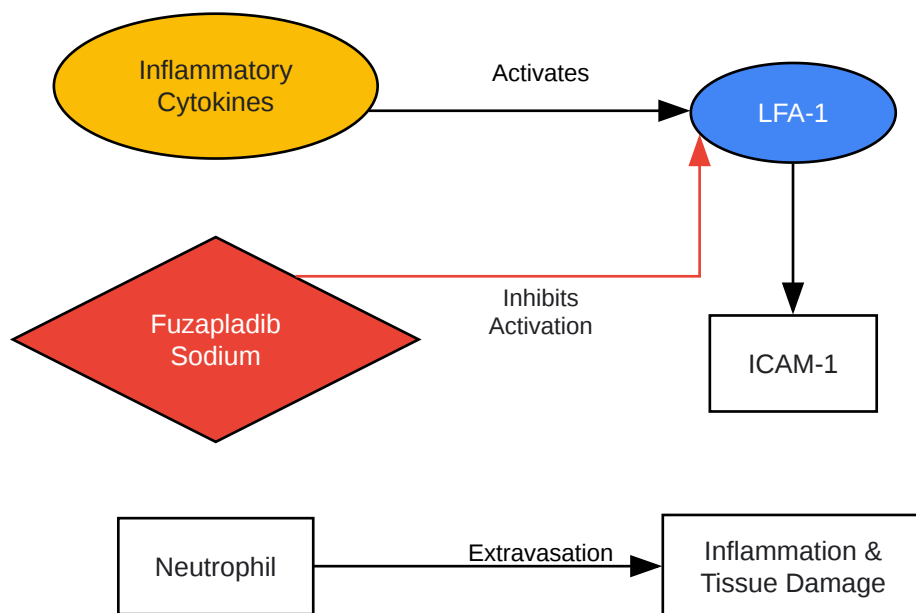 Inflammatory
Cytokines
Activates
LFA-1
Fuzapladib
Sodium
Inhibits
Activation
ICAM-1
Neutrophil
Extravasation
Inflammation &
Tissue Damage